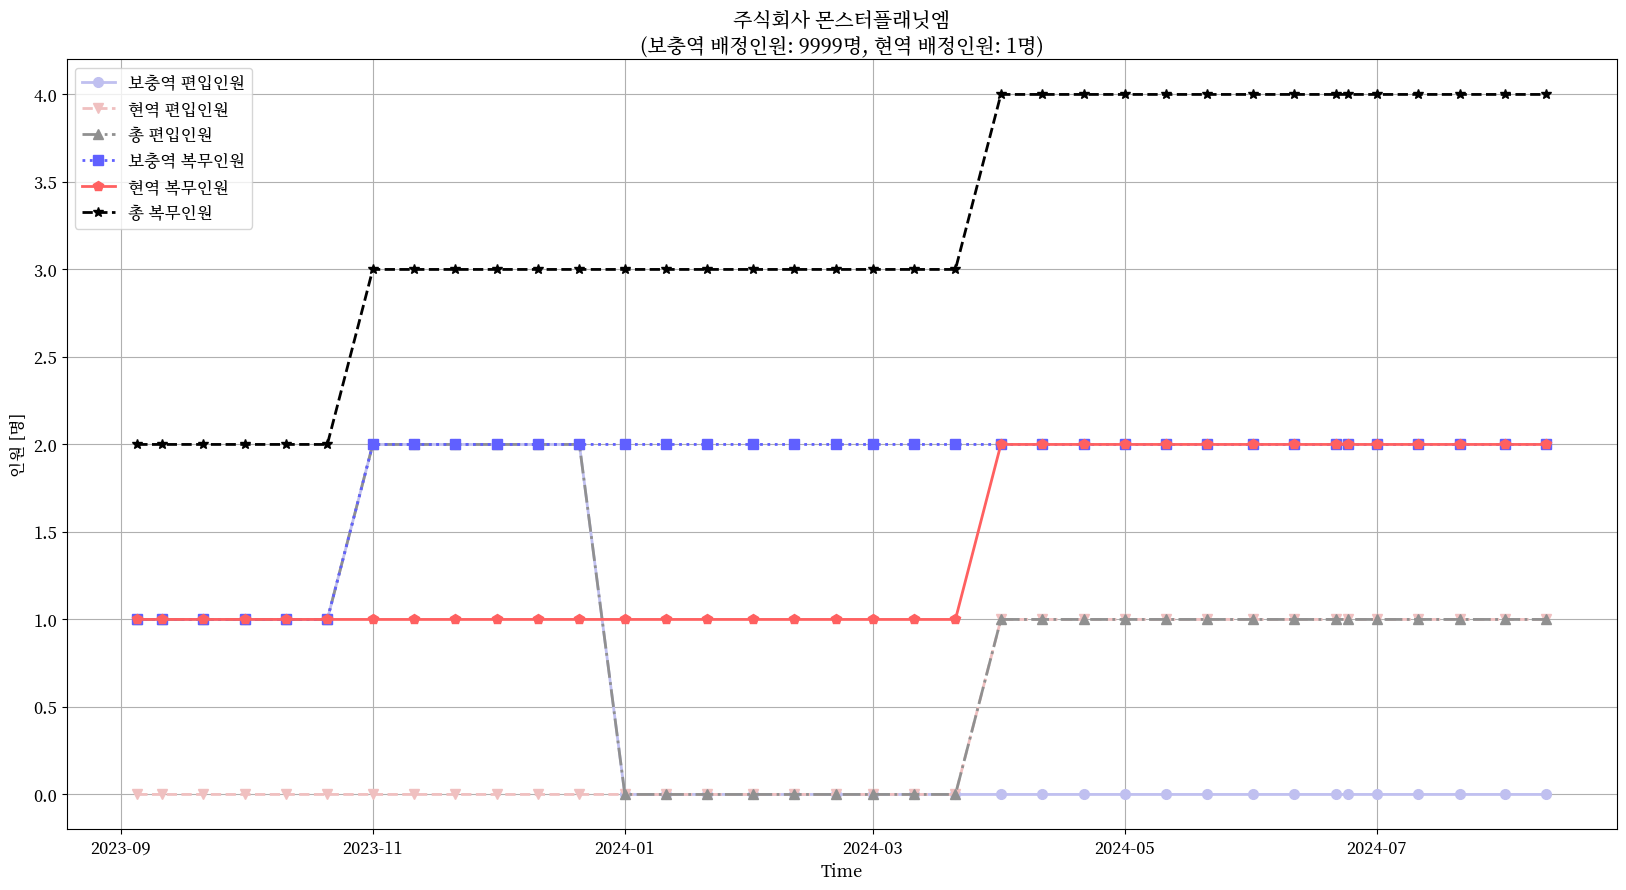 주식회사 몬스터플래닛엠
(보충역 배정인원: 9999명, 현역 배정인원: 1명)
보충역 편입인원
현역 편입인원
총 편입인원
보충역 복무인원
현역 복무인원
총 복무인원
4.0
3.5
3.0
2.5
2.0
1.5
1.0
0.5
0.0
인원 [명]
2023-09 2023-11 2024-01 2024-03 2024-05 2024-07
Time